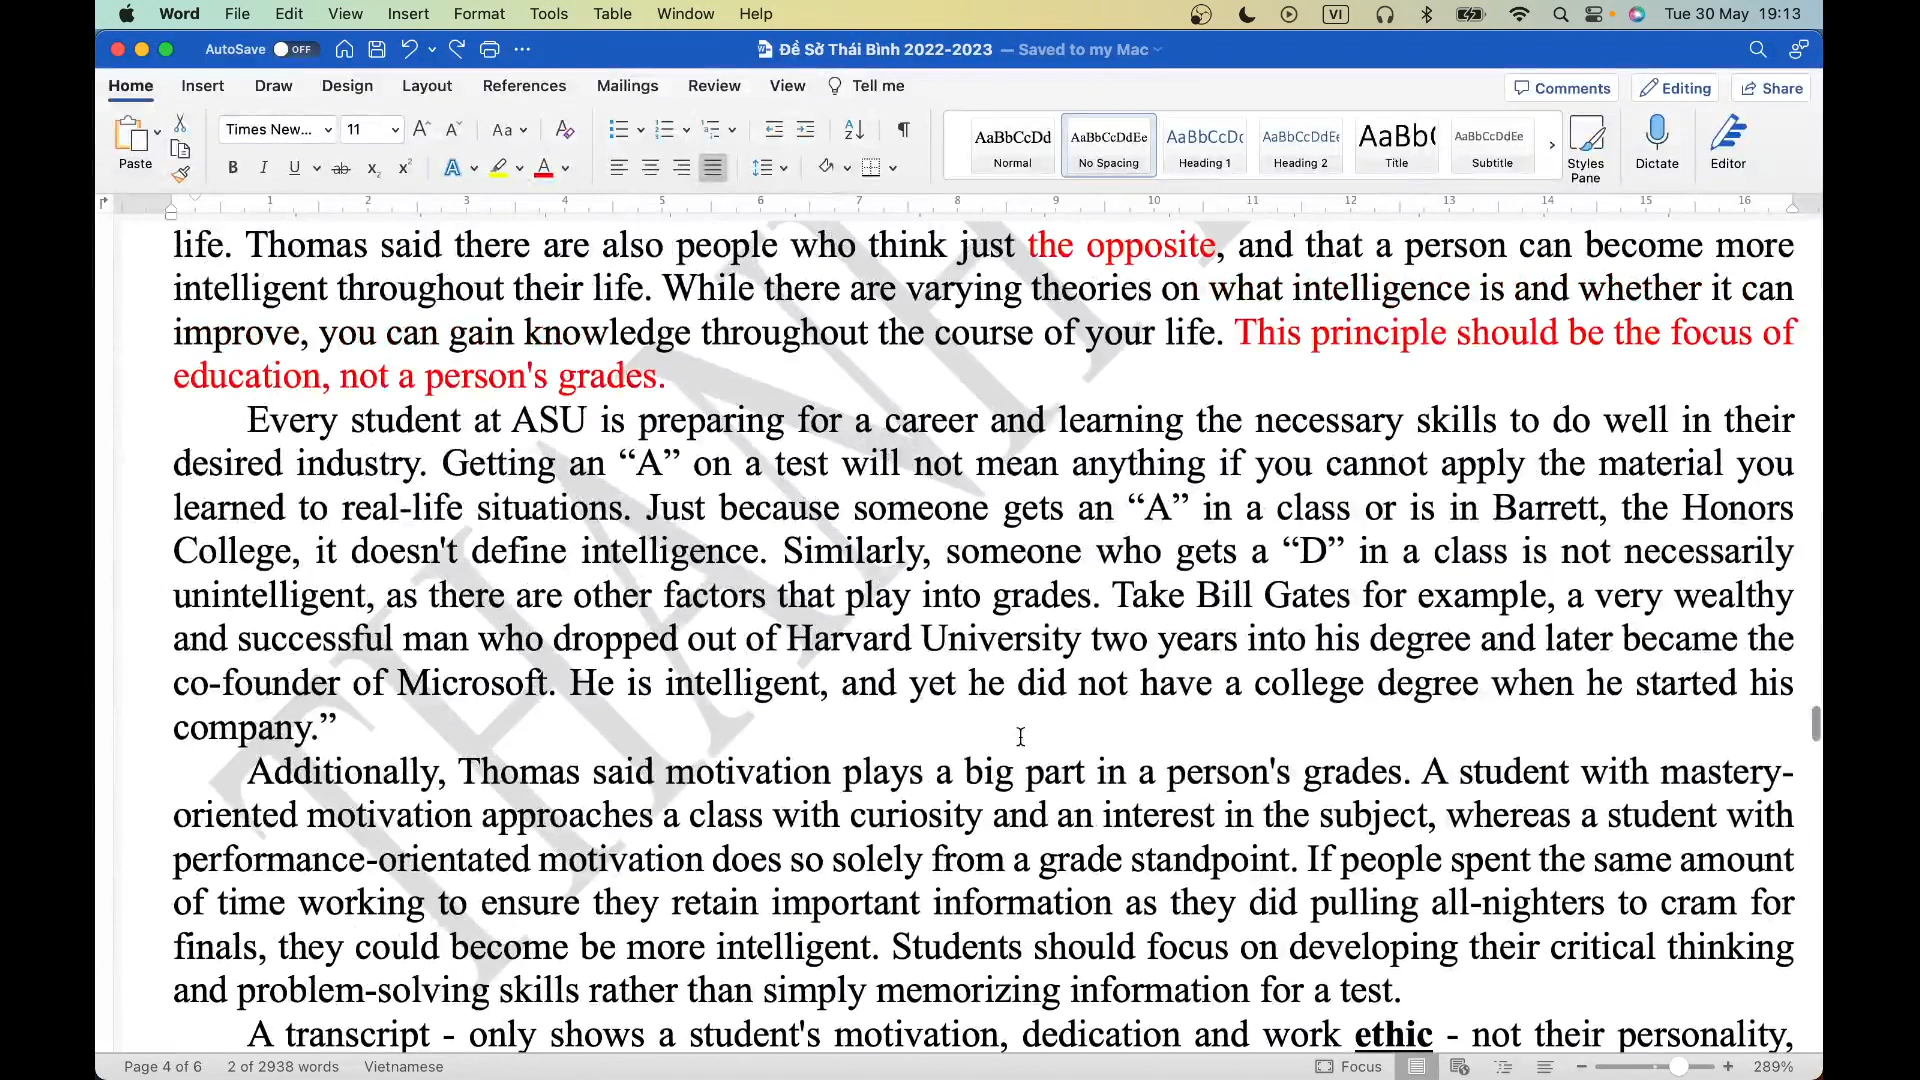 Word File Edit View Insert Format Tools Table Window Help VI Tue 30 May 19:13
AutoSave OFF Đề Sở Thái Bình 2022-2023 — Saved to my Mac
Home Insert Draw Design Layout References Mailings Review View Tell me Comments Editing Share
Paste Times New... 11 Aa AaBbCcDd Normal AaBbCcDdEe No Spacing AaBbCcDc Heading 1 AaBbCcDdEe Heading 2 AaBb( Title AaBbCcDdEe Subtitle Styles Pane Dictate Editor
1 2 3 4 5 6 7 8 9 10 11 12 13 14 15 16
life. Thomas said there are also people who think just the opposite, and that a person can become more
intelligent throughout their life. While there are varying theories on what intelligence is and whether it can
improve, you can gain knowledge throughout the course of your life. This principle should be the focus of
education, not a person's grades.
Every student at ASU is preparing for a career and learning the necessary skills to do well in their
desired industry. Getting an “A” on a test will not mean anything if you cannot apply the material you
learned to real-life situations. Just because someone gets an “A” in a class or is in Barrett, the Honors
College, it doesn't define intelligence. Similarly, someone who gets a “D” in a class is not necessarily
unintelligent, as there are other factors that play into grades. Take Bill Gates for example, a very wealthy
and successful man who dropped out of Harvard University two years into his degree and later became the
co-founder of Microsoft. He is intelligent, and yet he did not have a college degree when he started his
company.”
Additionally, Thomas said motivation plays a big part in a person's grades. A student with mastery-
oriented motivation approaches a class with curiosity and an interest in the subject, whereas a student with
performance-orientated motivation does so solely from a grade standpoint. If people spent the same amount
of time working to ensure they retain important information as they did pulling all-nighters to cram for
finals, they could become be more intelligent. Students should focus on developing their critical thinking
and problem-solving skills rather than simply memorizing information for a test.
A transcript - only shows a student's motivation, dedication and work ethic - not their personality,
Page 4 of 6 2 of 2938 words Vietnamese Focus 289%